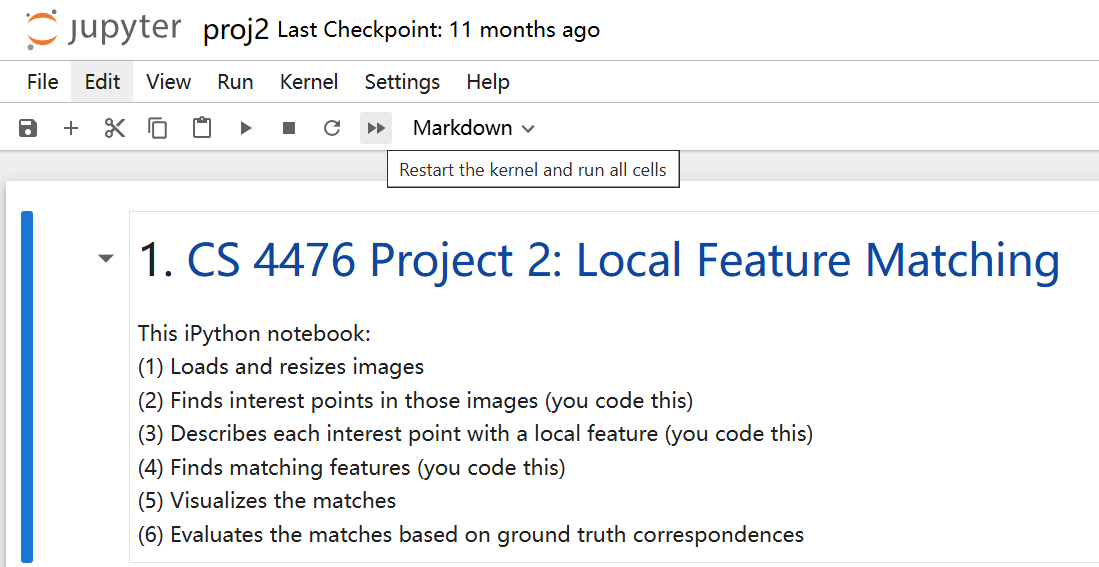 jupyter proj2 Last Checkpoint: 11 months ago
File Edit View Run Kernel Settings Help
Markdown
Restart the kernel and run all cells
1. CS 4476 Project 2: Local Feature Matching
This iPython notebook:
(1) Loads and resizes images
(2) Finds interest points in those images (you code this)
(3) Describes each interest point with a local feature (you code this)
(4) Finds matching features (you code this)
(5) Visualizes the matches
(6) Evaluates the matches based on ground truth correspondences